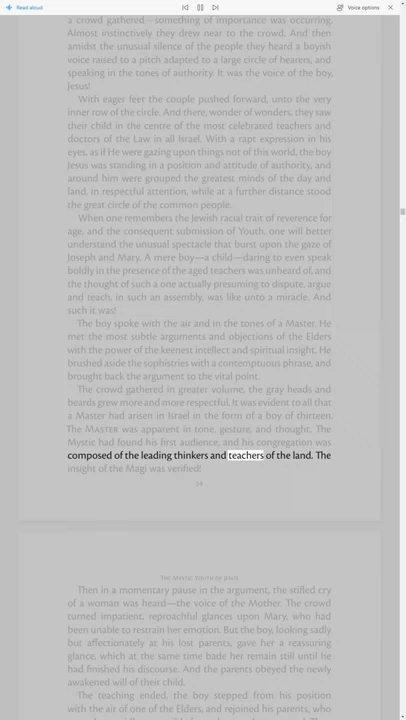 Read aloud
Voice options
a crowd gathered—something of importance was occurring.
Almost instinctively they drew near to the crowd. And then
amidst the unusual silence of the people they heard a boyish
voice raised to a pitch adapted to a large circle of hearers, and
speaking in the tones of authority. It was the voice of the boy,
Jesus!
With eager feet the couple pushed forward, unto the very
inner row of the circle. And there, wonder of wonders, they saw
their child in the centre of the most celebrated teachers and
doctors of the Law in all Israel. With a rapt expression in his
eyes, as if He were gazing upon things not of this world, the boy
Jesus was standing in a position and attitude of authority, and
around him were grouped the greatest minds of the day and
land, in respectful attention, while at a further distance stood
the great circle of the common people.
When one remembers the Jewish racial trait of reverence for
age, and the consequent submission of Youth, one will better
understand the unusual spectacle that burst upon the gaze of
Joseph and Mary. A mere boy—a child—daring to even speak
boldly in the presence of the aged teachers was unheard of, and
the thought of such a one actually presuming to dispute, argue
and teach, in such an assembly, was like unto a miracle. And
such it was!
The boy spoke with the air and in the tones of a Master. He
met the most subtle arguments and objections of the Elders
with the power of the keenest intellect and spiritual insight. He
brushed aside the sophistries with a contemptuous phrase, and
brought back the argument to the vital point.
The crowd gathered in greater volume, the gray heads and
beards grew more and more respectful. It was evident to all that
a Master had arisen in Israel in the form of a boy of thirteen.
The MASTER was apparent in tone, gesture, and thought. The
Mystic had found his first audience, and his congregation was
composed of the leading thinkers and teachers of the land. The
insight of the Magi was verified!
The Mystic Youth of Jesus
Then in a momentary pause in the argument, the stifled cry
of a woman was heard—the voice of the Mother. The crowd
turned impatient, reproachful glances upon Mary, who had
been unable to restrain her emotion. But the boy, looking sadly
but affectionately at his lost parents, gave her a reassuring
glance, which at the same time bade her remain still until he
had finished his discourse. And the parents obeyed the newly
awakened will of their child.
The teaching ended, the boy stepped from his position
with the air of one of the Elders, and rejoined his parents, who